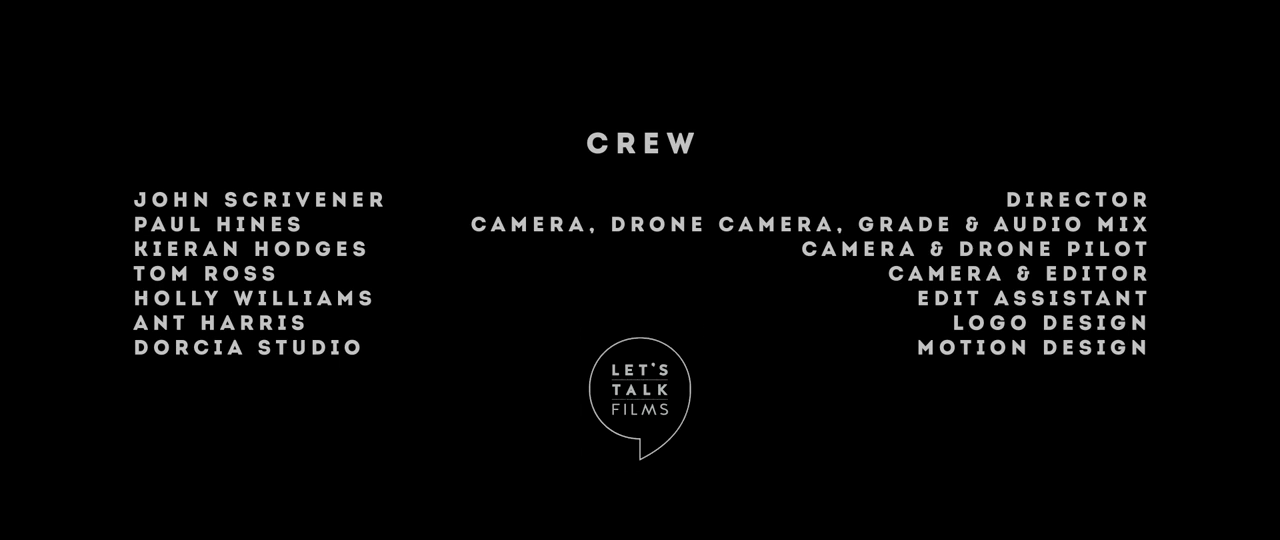 CREW
JOHN SCRIVENER DIRECTOR
PAUL HINES CAMERA, DRONE CAMERA, GRADE & AUDIO MIX
KIERAN HODGES CAMERA & DRONE PILOT
TOM ROSS CAMERA & EDITOR
HOLLY WILLIAMS EDIT ASSISTANT
ANT HARRIS LOGO DESIGN
DORCIA STUDIO MOTION DESIGN
LET'S
TALK
FILMS